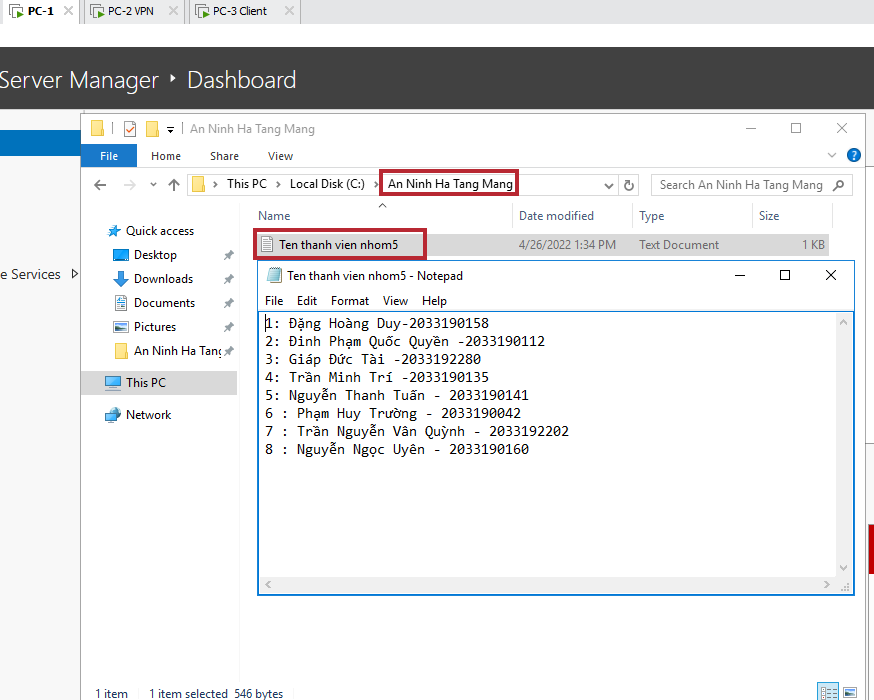 PC-1 PC-2 VPN PC-3 Client
Server Manager Dashboard
An Ninh Ha Tang Mang
File Home Share View
This PC Local Disk (C:) An Ninh Ha Tang Mang Search An Ninh Ha Tang Mang
Name Date modified Type Size
Quick access
Desktop
Downloads
Documents
Pictures
An Ninh Ha Tang
This PC
Network
e Services
Ten thanh vien nhom5 4/26/2022 1:34 PM Text Document 1 KB
Ten thanh vien nhom5 - Notepad
File Edit Format View Help
1: Đặng Hoàng Duy-2033190158
2: Đinh Phạm Quốc Quyền -2033190112
3: Giáp Đức Tài -2033192280
4: Trần Minh Trí -2033190135
5: Nguyễn Thanh Tuấn - 2033190141
6 : Phạm Huy Trường - 2033190042
7 : Trần Nguyễn Vân Quỳnh - 2033192202
8 : Nguyễn Ngọc Uyên - 2033190160
1 item 1 item selected 546 bytes